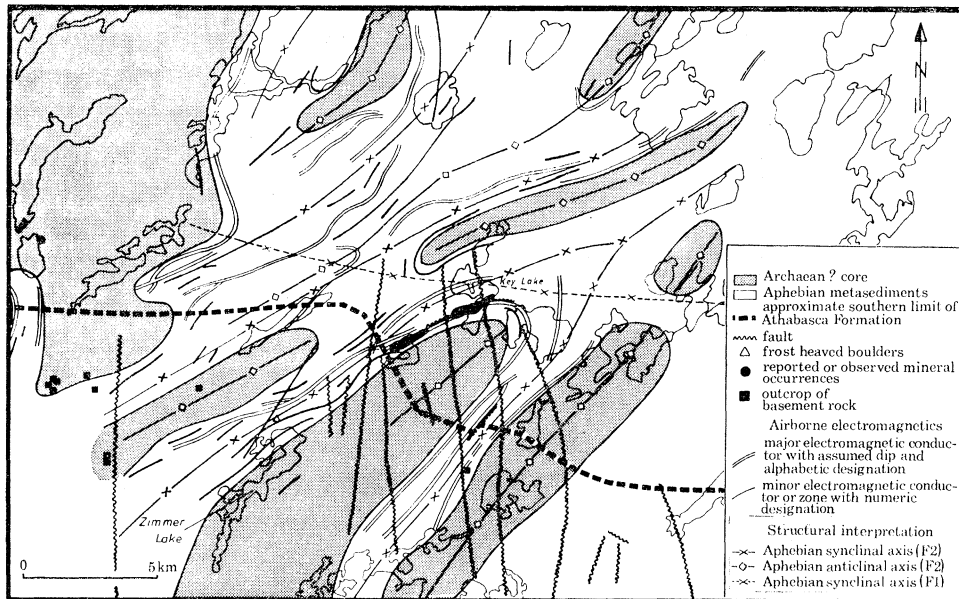 N
Key Lake
Zimmer
Lake
0 5 km
Archaean ? core
Aphebian metasediments
approximate southern limit of
Athabasca Formation
fault
frost heaved boulders
reported or observed mineral
occurrences
outcrop of
basement rock
Airborne electromagnetics
major electromagnetic conduc-
tor with assumed dip and
alphabetic designation
minor electromagnetic conduc-
tor or zone with numeric
designation
Structural interpretation
Aphebian synclinal axis (F2)
Aphebian anticlinal axis (F2)
Aphebian synclinal axis (F1)